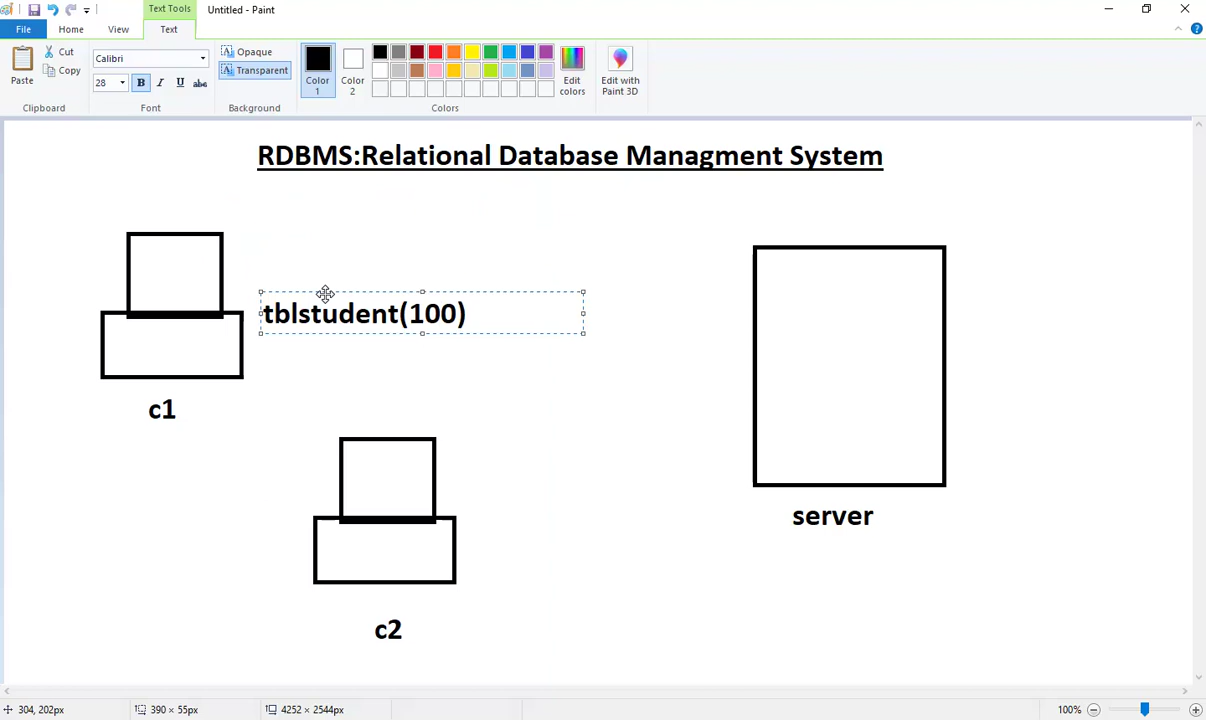 Text Tools
Untitled - Paint
File
Home
View
Text
Paste
Cut
Copy
Clipboard
Calibri
28
B I U abc
Font
Opaque
Transparent
Background
Color 1
Color 2
Edit colors
Colors
Edit with Paint 3D
RDBMS:Relational Database Managment System
tblstudent(100)
c1
c2
server
304, 202px
390 × 55px
4252 × 2544px
100%